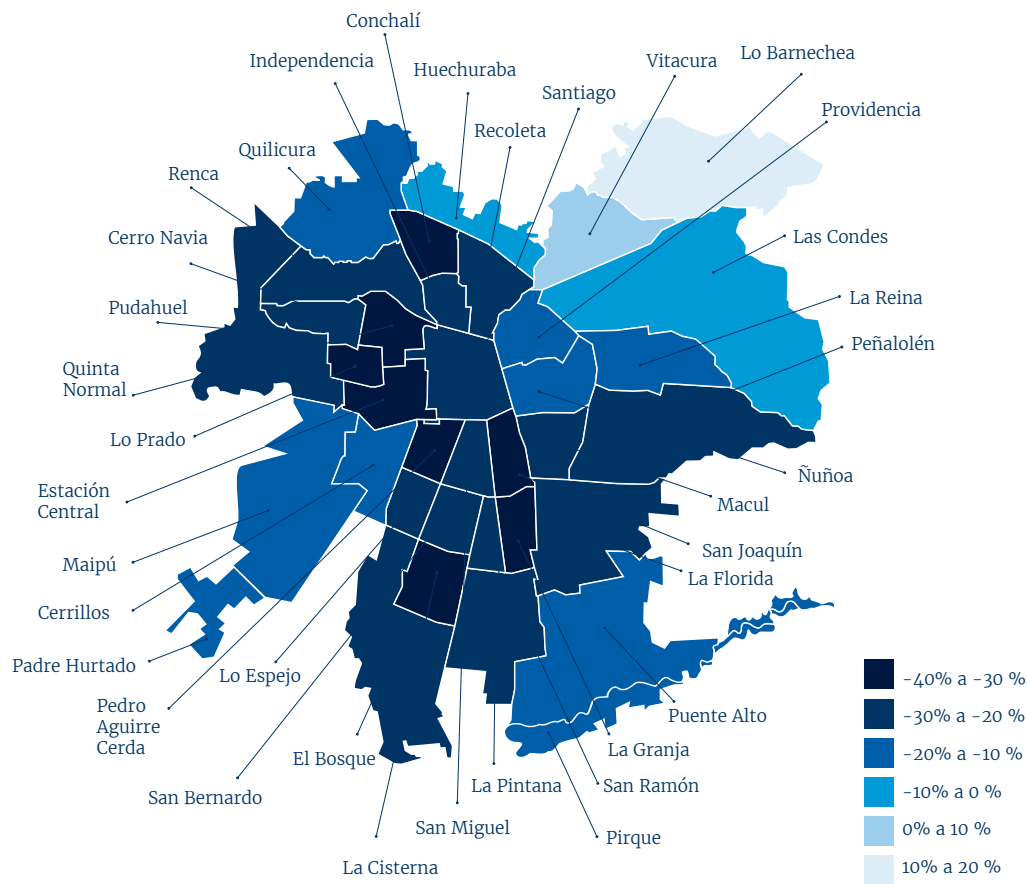 Conchalí
Independencia
Huechuraba
Santiago
Vitacura
Lo Barnechea
Providencia
Recoleta
Quilicura
Renca
Cerro Navia
Las Condes
Pudahuel
La Reina
Peñalolén
Quinta
Normal
Lo Prado
Ñuñoa
Estación
Central
Macul
San Joaquín
Maipú
La Florida
Cerrillos
Padre Hurtado
Lo Espejo
Pedro
Aguirre
Cerda
Puente Alto
La Granja
El Bosque
San Bernardo
La Pintana
San Ramón
San Miguel
Pirque
La Cisterna
-40% a -30 %
-30% a -20 %
-20% a -10 %
-10% a 0 %
0% a 10 %
10% a 20 %